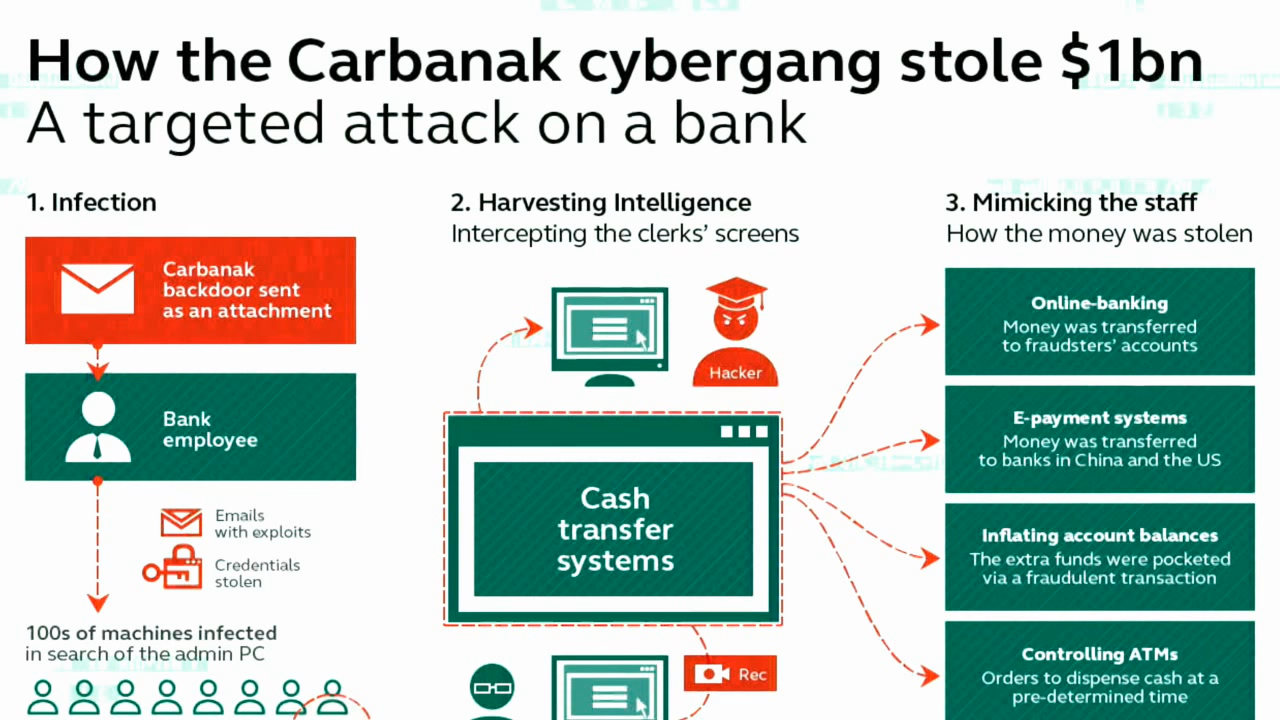 How the Carbanak cybergang stole $1bn
A targeted attack on a bank
1. Infection
Carbanak
backdoor sent
as an attachment
Bank
employee
Emails
with exploits
Credentials
stolen
100s of machines infected
in search of the admin PC
2. Harvesting Intelligence
Intercepting the clerks' screens
Hacker
Cash
transfer
systems
Rec
3. Mimicking the staff
How the money was stolen
Online-banking
Money was transferred
to fraudsters' accounts
E-payment systems
Money was transferred
to banks in China and the US
Inflating account balances
The extra funds were pocketed
via a fraudulent transaction
Controlling ATMs
Orders to dispense cash at a
pre-determined time